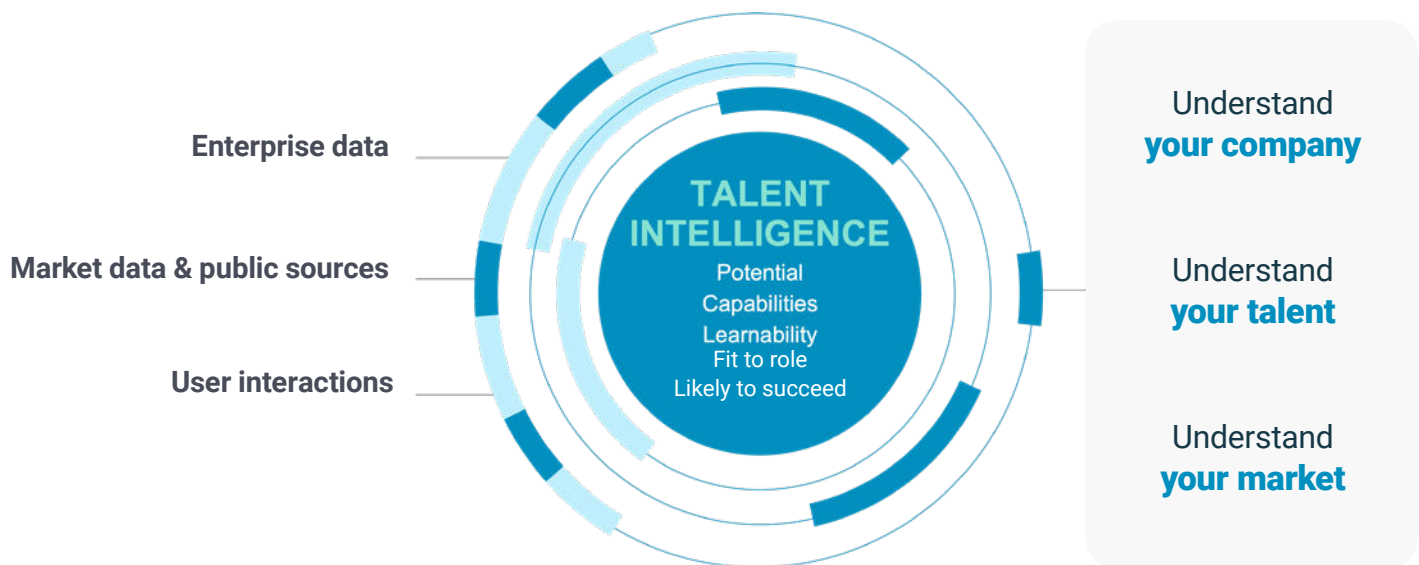 Enterprise data
Market data & public sources
User interactions
TALENT
INTELLIGENCE
Potential
Capabilities
Learnability
Fit to role
Likely to succeed
Understand
your company
Understand
your talent
Understand
your market